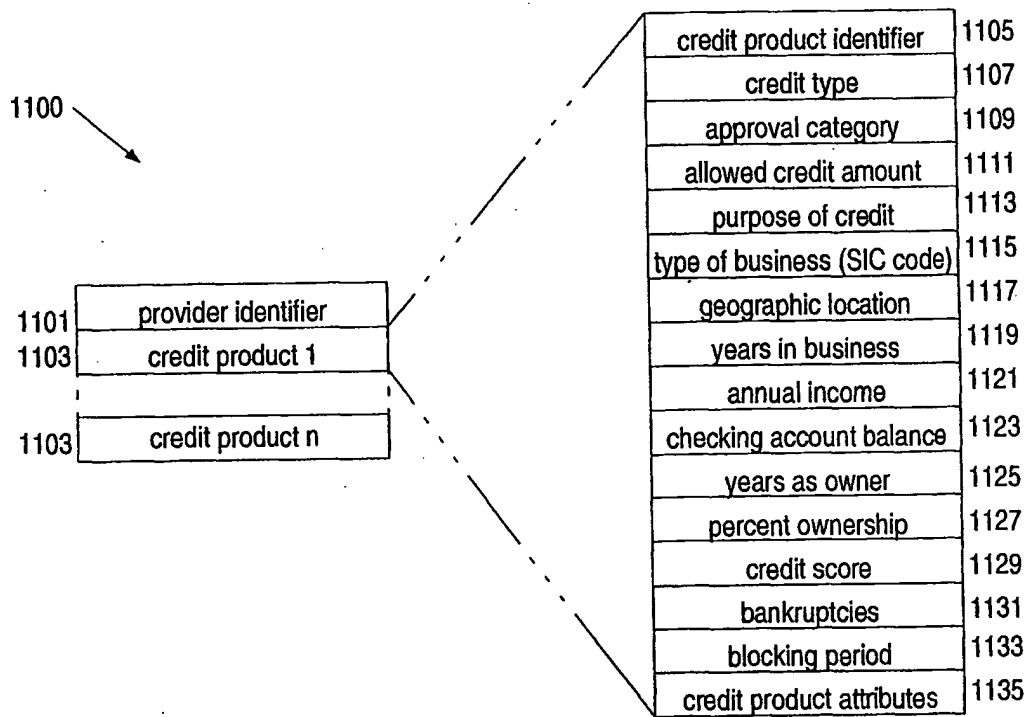 1100
1101 provider identifier
1103 credit product 1
1103 credit product n
credit product identifier 1105
credit type 1107
approval category 1109
allowed credit amount 1111
purpose of credit 1113
type of business (SIC code) 1115
geographic location 1117
years in business 1119
annual income 1121
checking account balance 1123
years as owner 1125
percent ownership 1127
credit score 1129
bankruptcies 1131
blocking period 1133
credit product attributes 1135